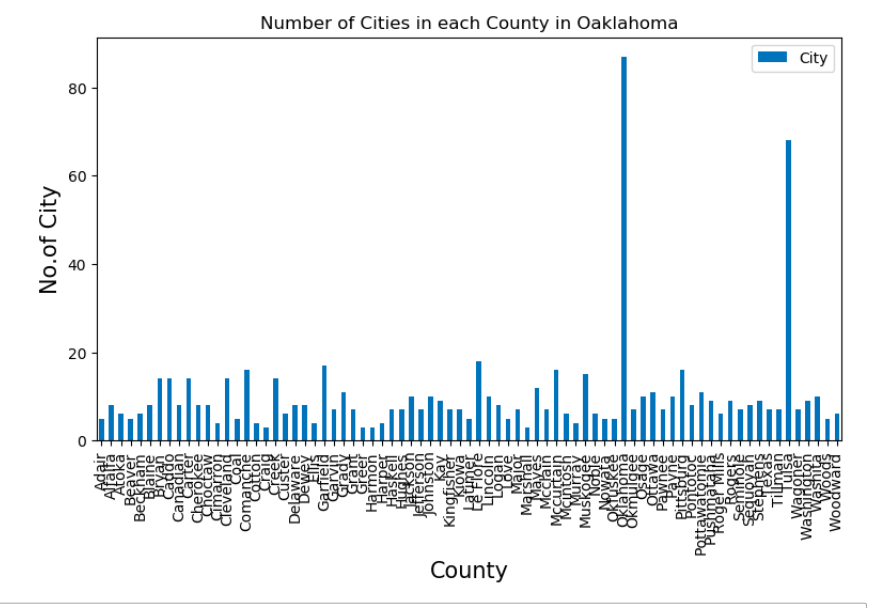 Number of Cities in each County in Oaklahoma
City
80
60
40
20
0
No.of City
Adair
Alfalfa
Atoka
Beaver
Beckham
Blaine
Bryan
Caddo
Canadian
Carter
Cherokee
Choctaw
Cimarron
Cleveland
Coal
Comanche
Cotton
Craig
Creek
Custer
Delaware
Dewey
Ellis
Garfield
Garvin
Grady
Grant
Greer
Harmon
Harper
Haskell
Hughes
Jackson
Jefferson
Johnston
Kay
Kingfisher
Kiowa
Latimer
Le Flore
Lincoln
Logan
Love
Major
Marshall
Mayes
Mcclain
Mccurtain
Mcintosh
Murray
Muskogee
Noble
Nowata
Okfuskee
Oklahoma
Okmulgee
Osage
Ottawa
Pawnee
Payne
Pittsburg
Pontotoc
Pottawatomie
Pushmataha
Roger Mills
Rogers
Seminole
Sequoyah
Stephens
Texas
Tillman
Tulsa
Wagoner
Washington
Washita
Woods
Woodward
County